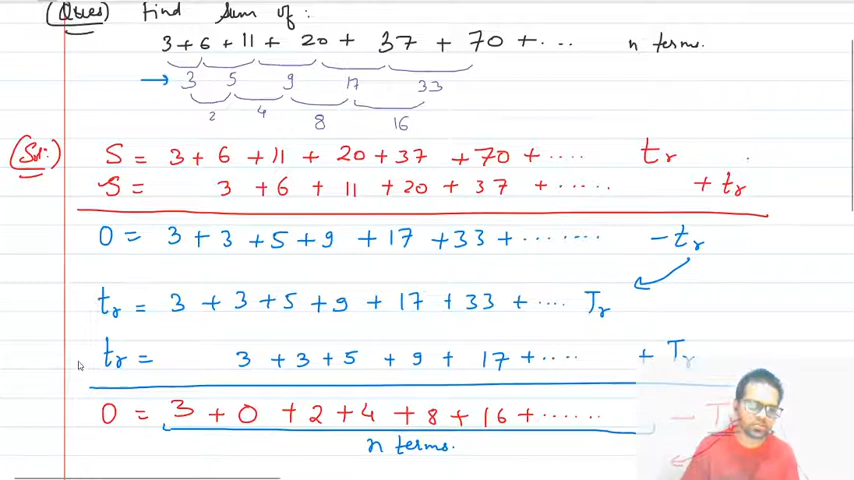 (Ques) Find Sum of :
3 + 6 + 11 + 20 + 37 + 70 + ... n terms.
→ 3 5 9 17 33
2 4 8 16
(Sol:) S = 3 + 6 + 11 + 20 + 37 + 70 + ..... tr
S = 3 + 6 + 11 + 20 + 37 + ...... + tr
0 = 3 + 3 + 5 + 9 + 17 + 33 + ........ - tr
tr = 3 + 3 + 5 + 9 + 17 + 33 + .... Tr
tr = 3 + 3 + 5 + 9 + 17 + .... + Tr
0 = 3 + 0 + 2 + 4 + 8 + 16 + ...... -
n terms.